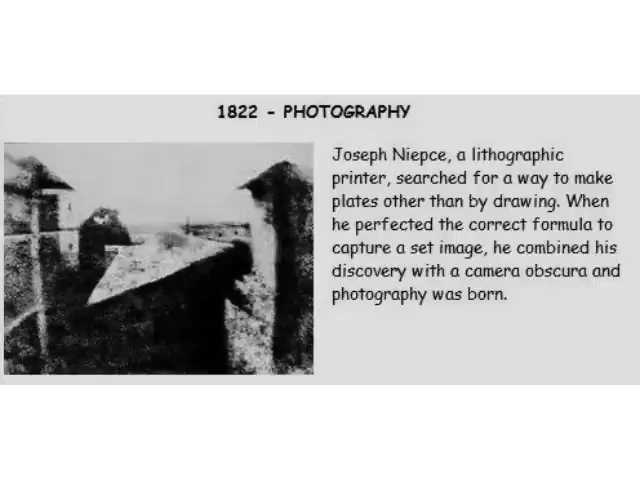 1822 - PHOTOGRAPHY
Joseph Niepce, a lithographic
printer, searched for a way to make
plates other than by drawing. When
he perfected the correct formula to
capture a set image, he combined his
discovery with a camera obscura and
photography was born.